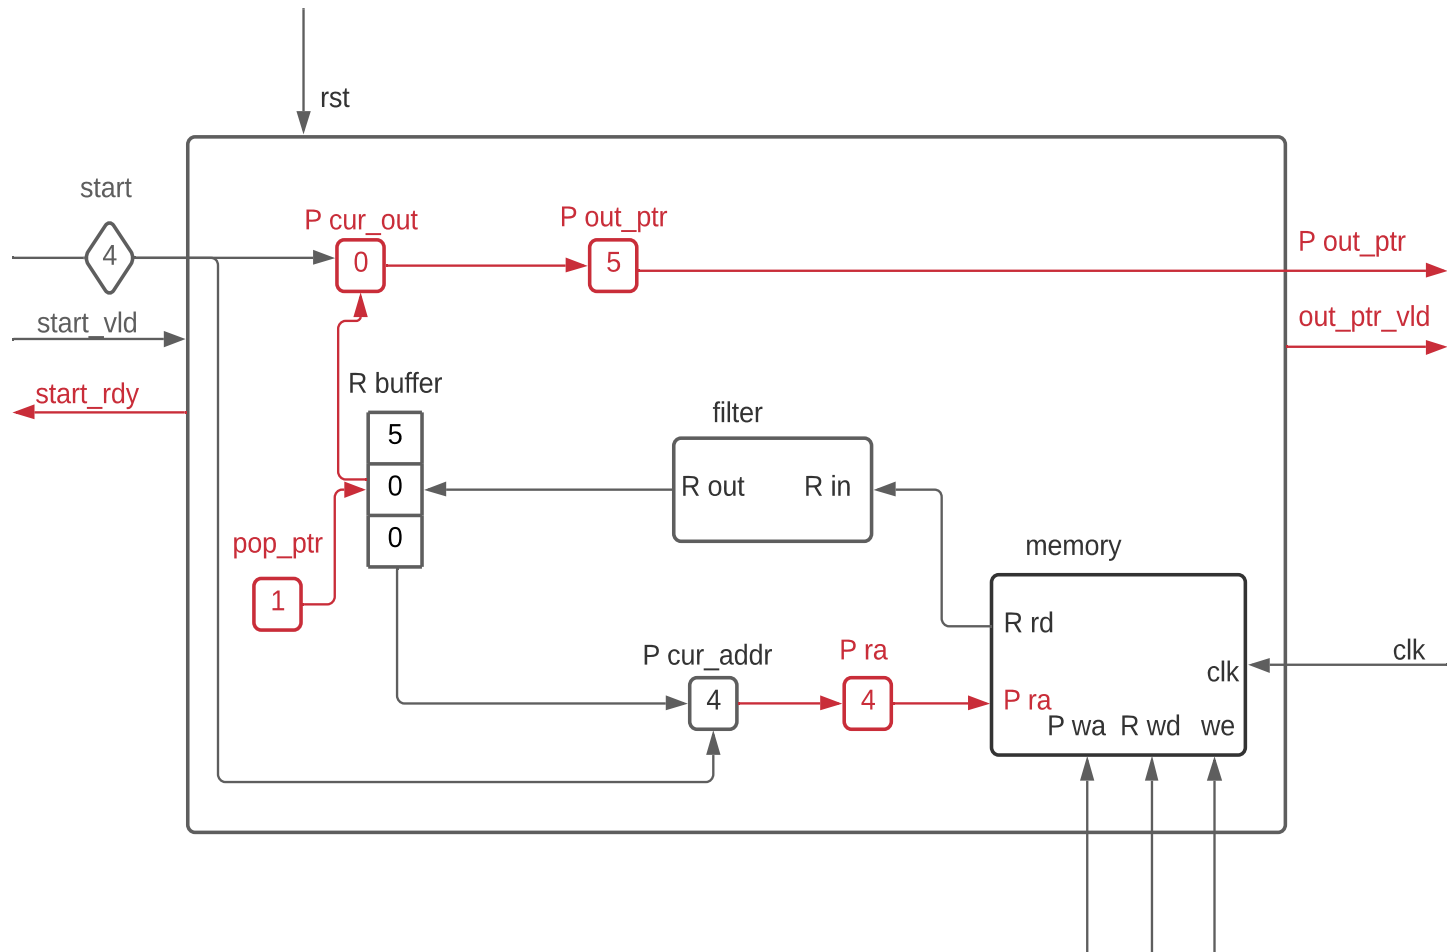 rst
start
4
start_vld
start_rdy
P cur_out
0
P out_ptr
5
P out_ptr
out_ptr_vld
R buffer
5
0
0
pop_ptr
1
filter
R out R in
memory
R rd
clk
P ra
P wa R wd we
clk
P cur_addr
4
P ra
4